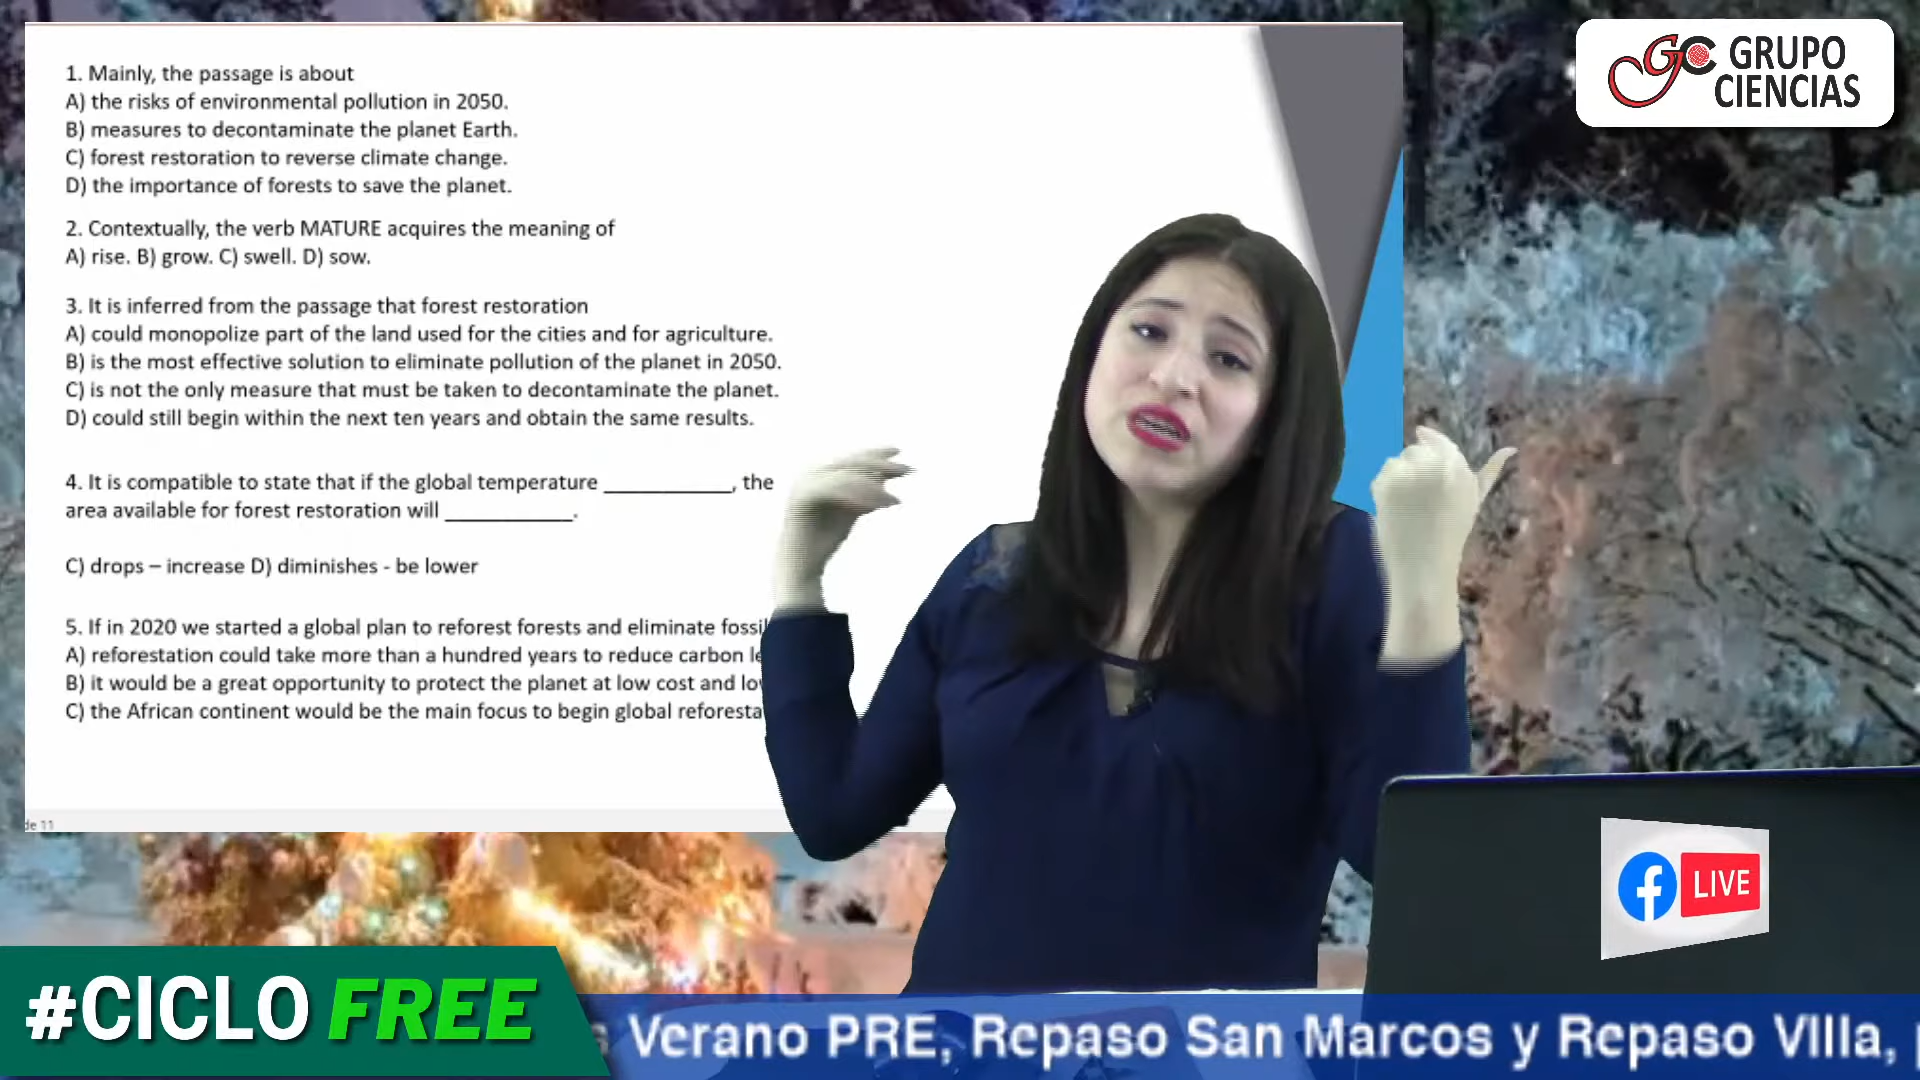 1. Mainly, the passage is about
A) the risks of environmental pollution in 2050.
B) measures to decontaminate the planet Earth.
C) forest restoration to reverse climate change.
D) the importance of forests to save the planet.
2. Contextually, the verb MATURE acquires the meaning of
A) rise. B) grow. C) swell. D) sow.
3. It is inferred from the passage that forest restoration
A) could monopolize part of the land used for the cities and for agriculture.
B) is the most effective solution to eliminate pollution of the planet in 2050.
C) is not the only measure that must be taken to decontaminate the planet.
D) could still begin within the next ten years and obtain the same results.
4. It is compatible to state that if the global temperature ___________, the
area available for forest restoration will ___________.
C) drops – increase D) diminishes - be lower
5. If in 2020 we started a global plan to reforest forests and eliminate fossil
A) reforestation could take more than a hundred years to reduce carbon
B) it would be a great opportunity to protect the planet at low cost and
C) the African continent would be the main focus to begin global
GC GRUPO
CIENCIAS
LIVE
#CICLO FREE
Verano PRE, Repaso San Marcos y Repaso VIlla,